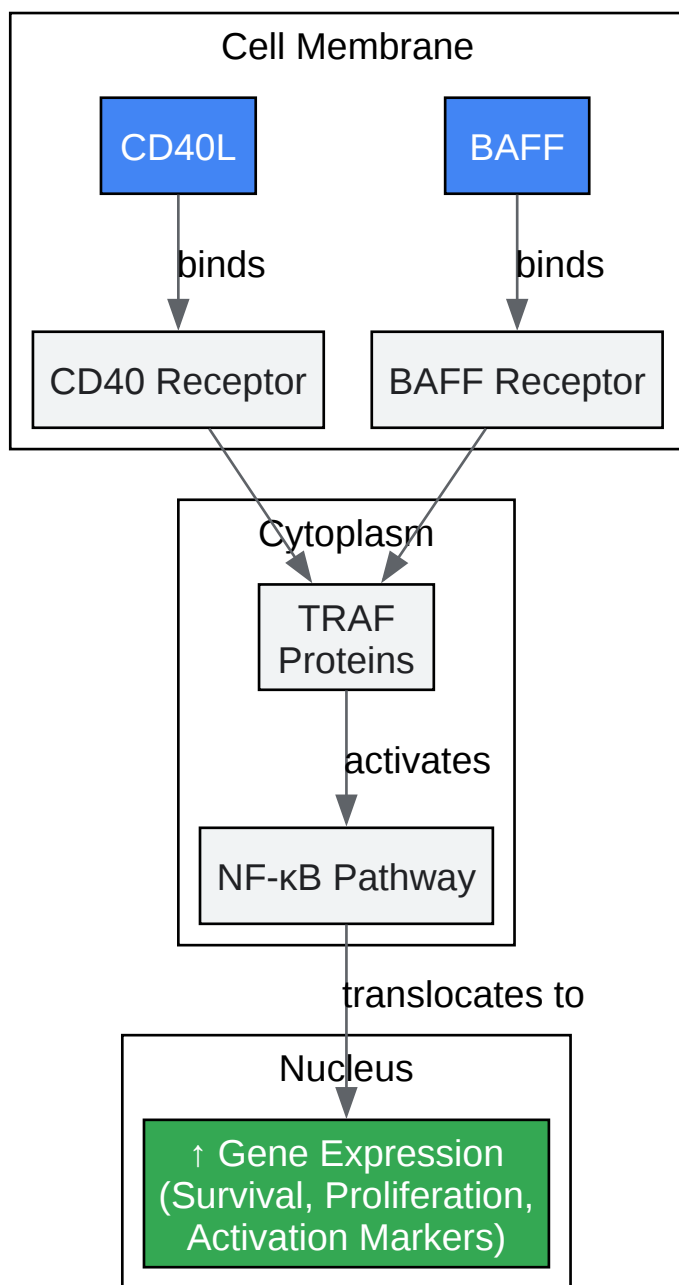 Cell Membrane
CD40L
BAFF
binds
binds
CD40 Receptor
BAFF Receptor
Cytoplasm
TRAF
Proteins
activates
NF-κB Pathway
translocates to
Nucleus
↑ Gene Expression
(Survival, Proliferation,
Activation Markers)